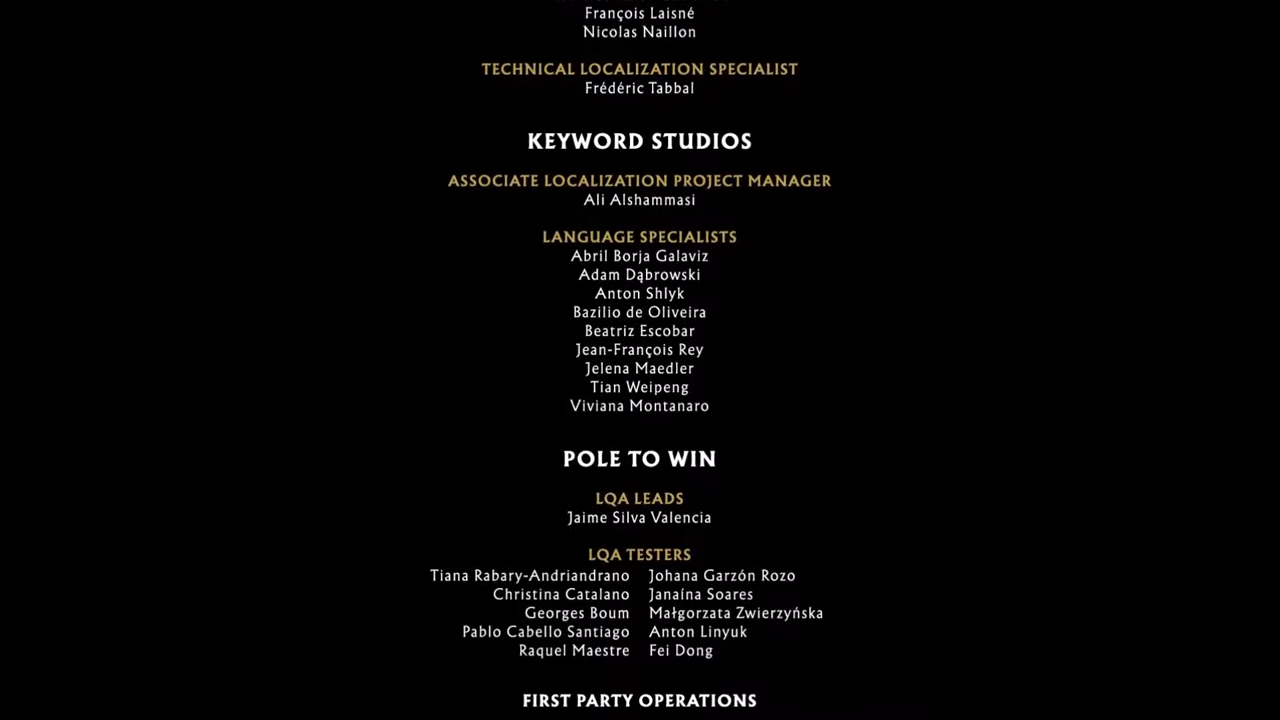 François Laisné
Nicolas Naillon
TECHNICAL LOCALIZATION SPECIALIST
Frédéric Tabbal
KEYWORD STUDIOS
ASSOCIATE LOCALIZATION PROJECT MANAGER
Ali Alshammasi
LANGUAGE SPECIALISTS
Abril Borja Galaviz
Adam Dąbrowski
Anton Shlyk
Bazilio de Oliveira
Beatriz Escobar
Jean-François Rey
Jelena Maedler
Tian Weipeng
Viviana Montanaro
POLE TO WIN
LQA LEADS
Jaime Silva Valencia
LQA TESTERS
Tiana Rabary-Andriandrano Johana Garzón Rozo
Christina Catalano Janaína Soares
Georges Boum Małgorzata Zwierzyńska
Pablo Cabello Santiago Anton Linyuk
Raquel Maestre Fei Dong
FIRST PARTY OPERATIONS